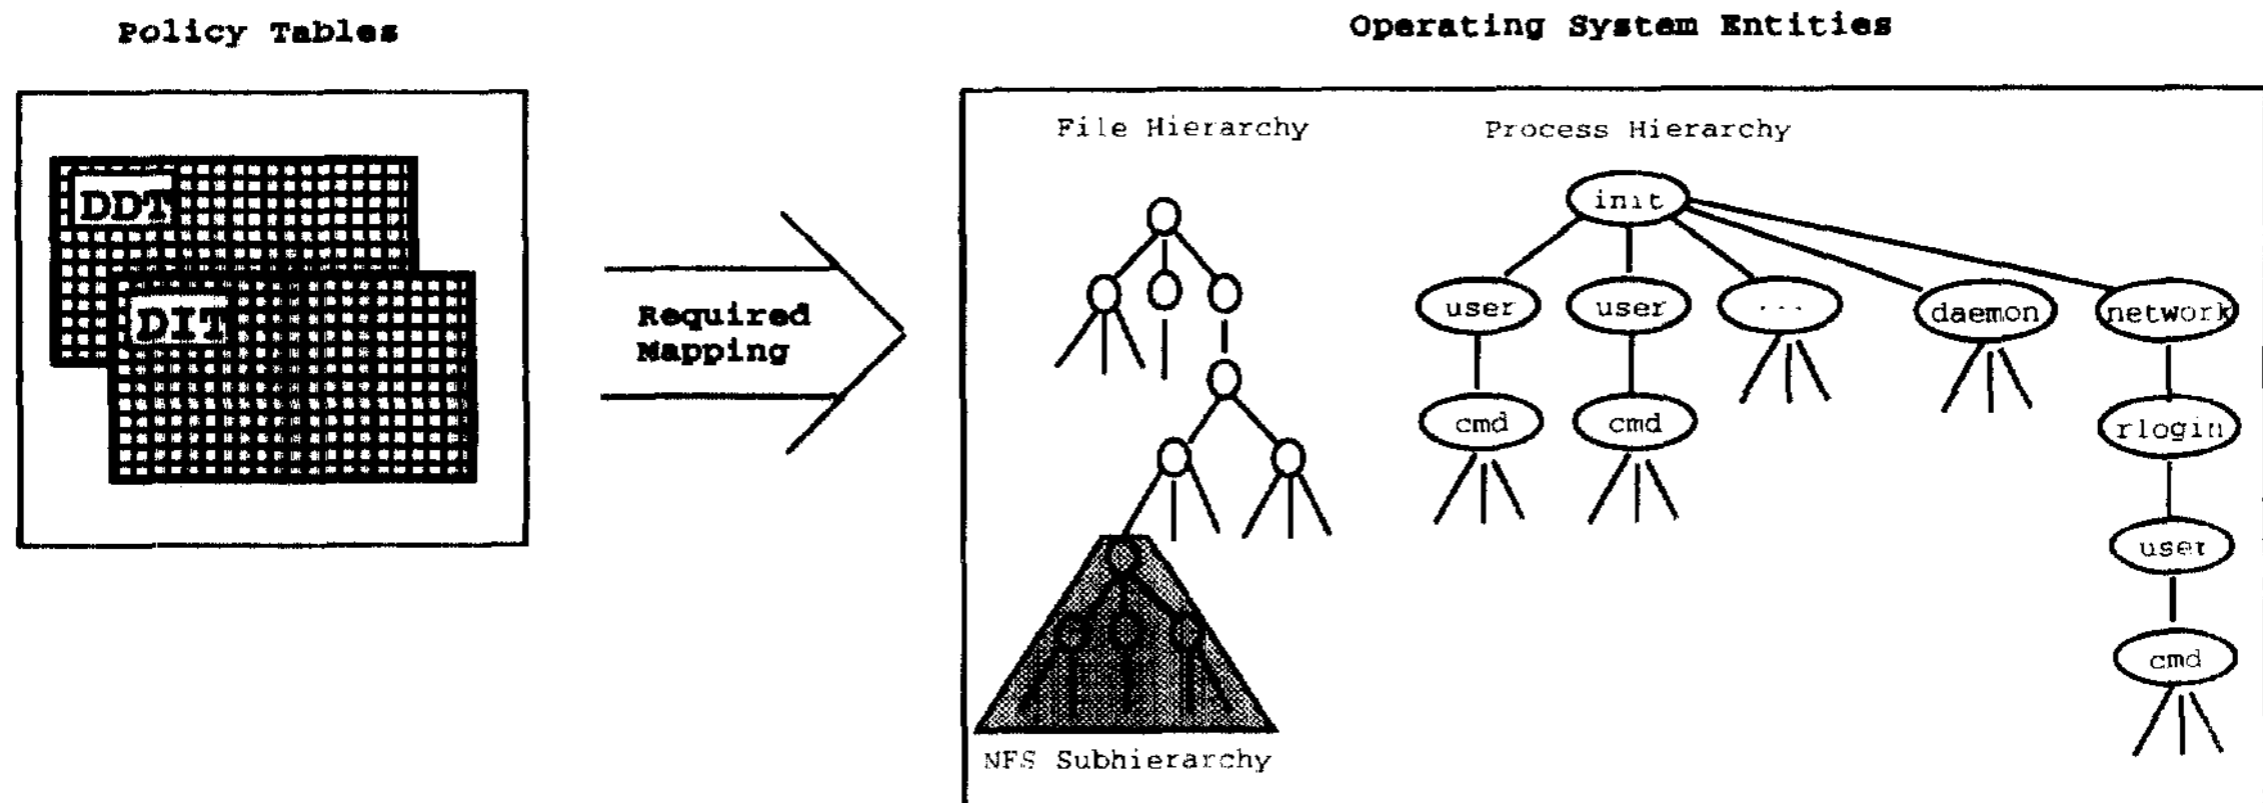 Policy Tables
Operating System Entities
DDT
DIT
Required
Mapping
File Hierarchy
Process Hierarchy
init
user
user
...
daemon
network
cmd
cmd
rlogin
user
cmd
NFS Subhierarchy